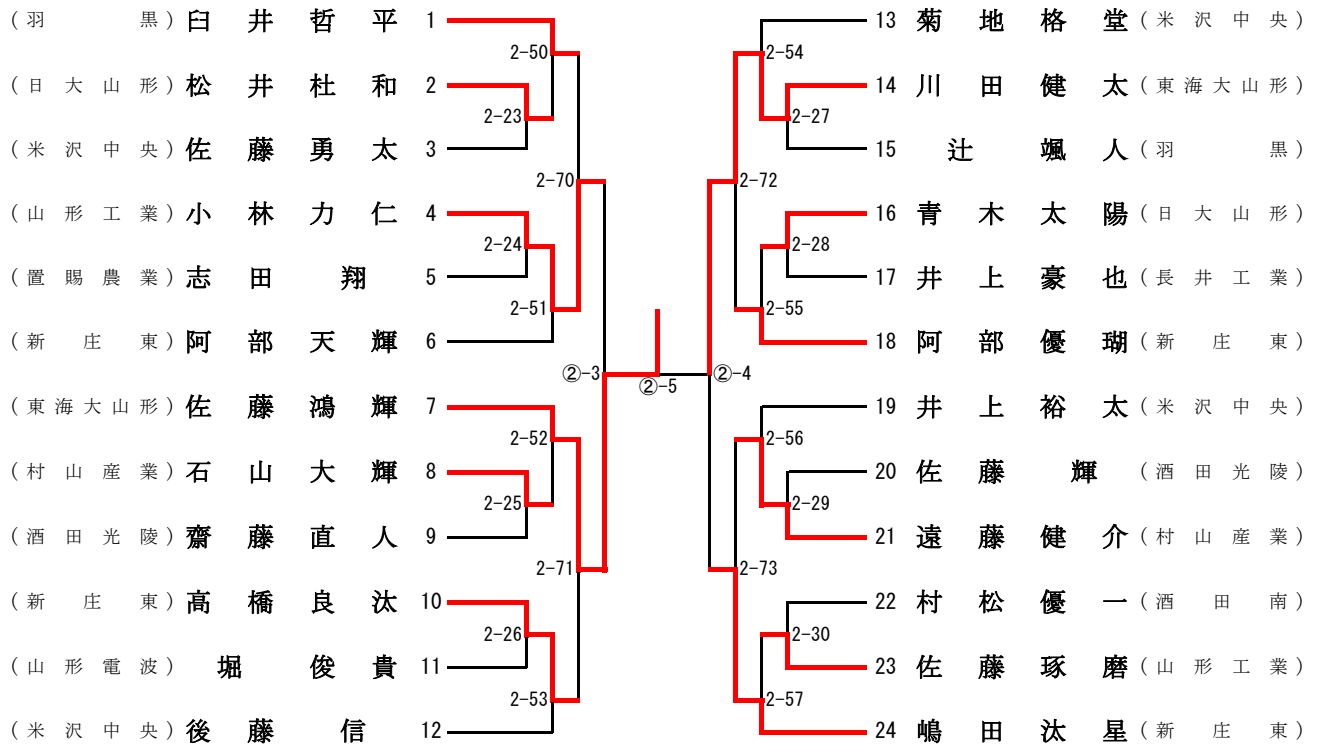 (羽黒) 臼井哲平 1
(日大山形) 松井杜和 2
(米沢中央) 佐藤勇太 3
(山形工業) 小林力仁 4
(置賜農業) 志田翔 5
(新庄東) 阿部天輝 6
(東海大山形) 佐藤鴻輝 7
(村山産業) 石山大輝 8
(酒田光陵) 齋藤直人 9
(新庄東) 高橋良汰 10
(山形電波) 堀俊貴 11
(米沢中央) 後藤信 12
2-50
2-23
2-70
2-24
2-51
②-3
2-52
2-25
2-71
2-26
2-53
②-5
2-54
2-27
2-72
2-28
2-55
②-4
2-56
2-29
2-73
2-30
2-57
13 菊地格堂 (米沢中央)
14 川田健太 (東海大山形)
15 辻颯人 (羽黒)
16 青木太陽 (日大山形)
17 井上豪也 (長井工業)
18 阿部優瑚 (新庄東)
19 井上裕太 (米沢中央)
20 佐藤輝 (酒田光陵)
21 遠藤健介 (村山産業)
22 村松優一 (酒田南)
23 佐藤琢磨 (山形工業)
24 嶋田汰星 (新庄東)